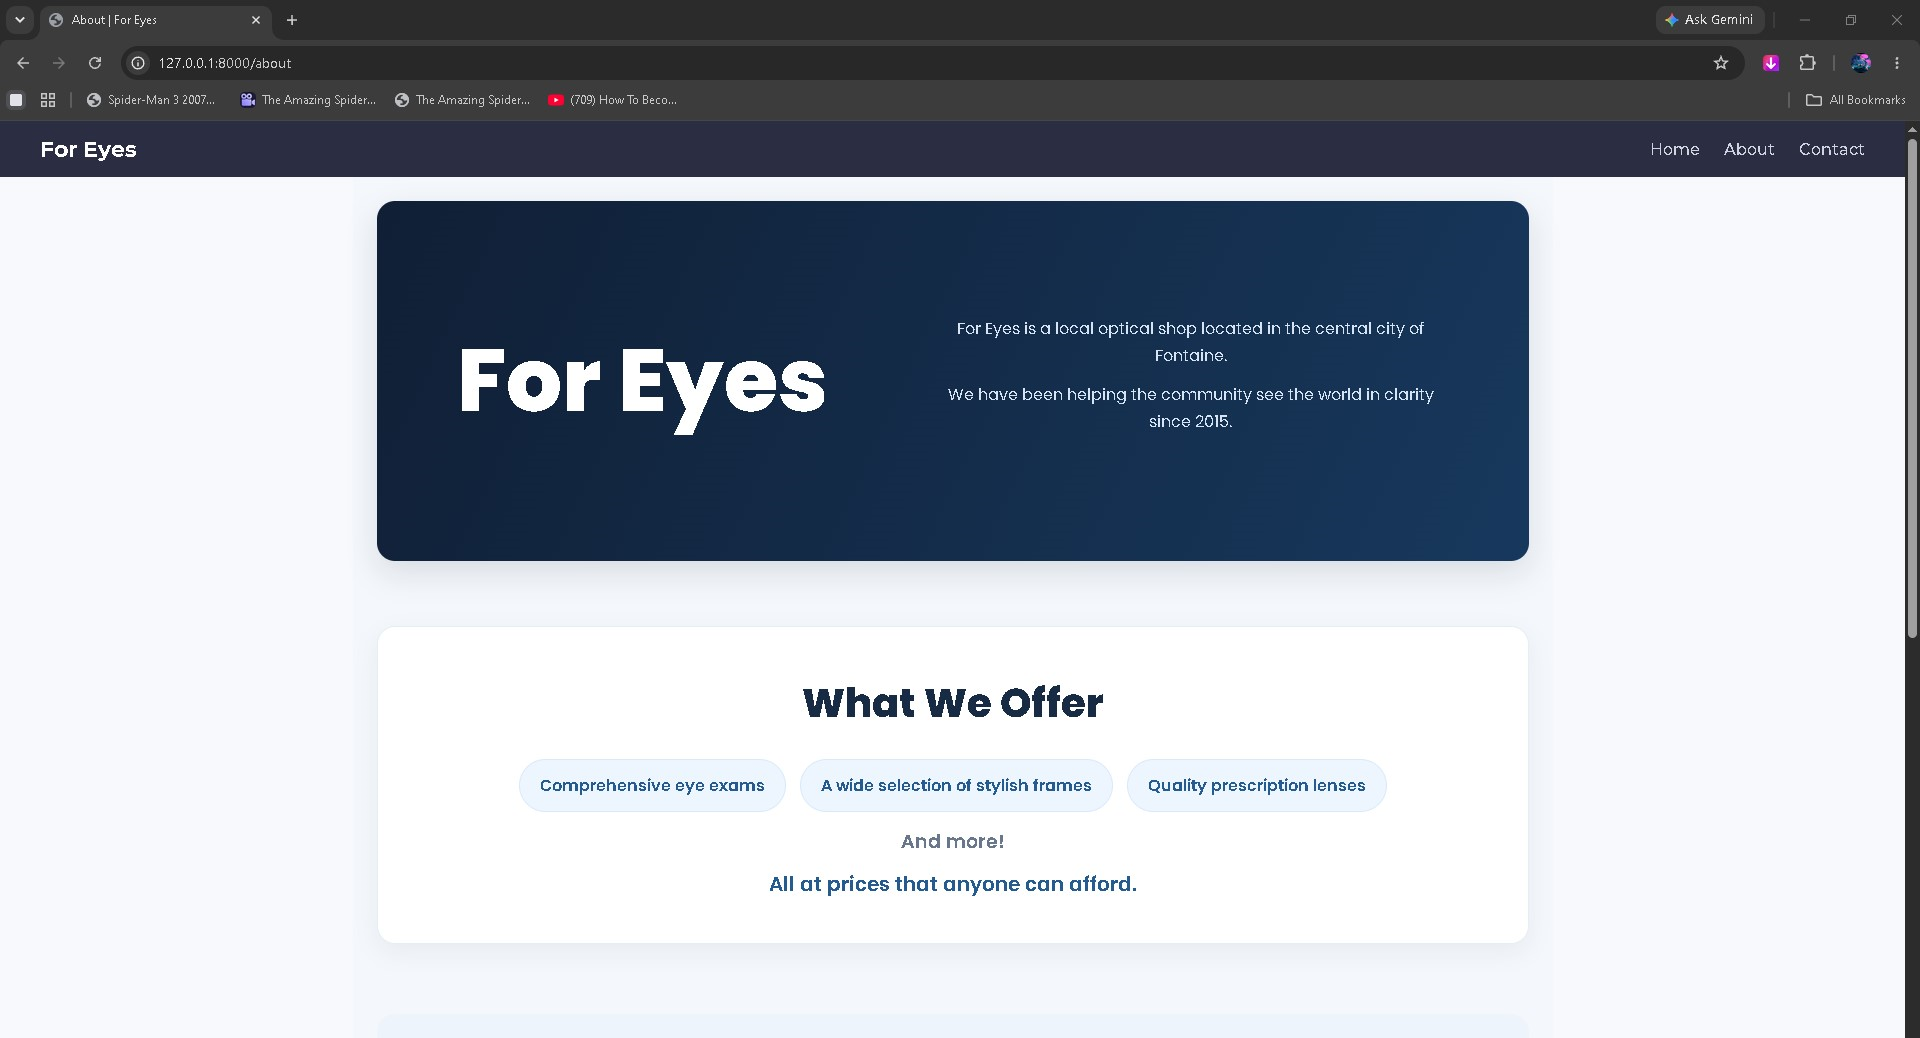 About | For Eyes
Ask Gemini
127.0.0.1:8000/about
Spider-Man 3 2007...
The Amazing Spider...
The Amazing Spider...
(709) How To Beco...
All Bookmarks
For Eyes
Home
About
Contact
For Eyes
For Eyes is a local optical shop located in the central city of
Fontaine.
We have been helping the community see the world in clarity
since 2015.
What We Offer
Comprehensive eye exams
A wide selection of stylish frames
Quality prescription lenses
And more!
All at prices that anyone can afford.